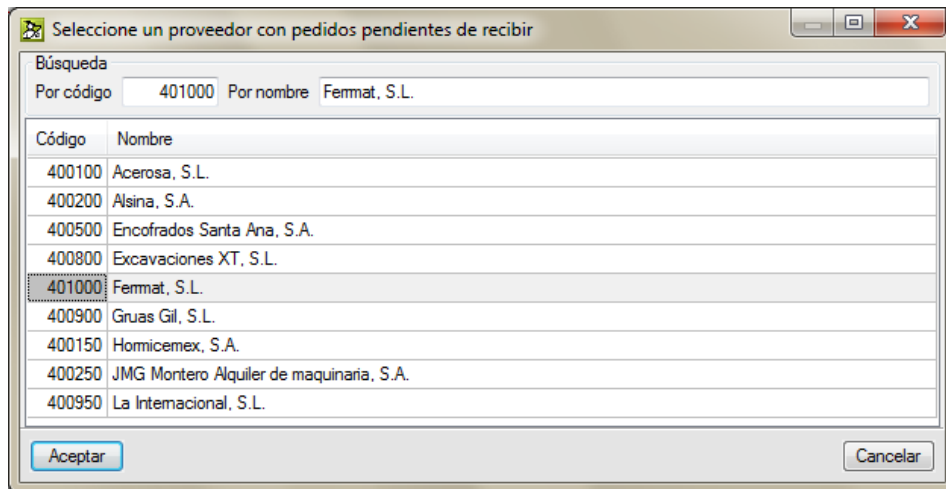 Seleccione un proveedor con pedidos pendientes de recibir
Búsqueda
Por código 401000 Por nombre Fermat, S.L.
Código Nombre
400100 Acerosa, S.L.
400200 Alsina, S.A.
400500 Encofrados Santa Ana, S.A.
400800 Excavaciones XT, S.L.
401000 Fermat, S.L.
400900 Gruas Gil, S.L.
400150 Hormicemex, S.A.
400250 JMG Montero Alquiler de maquinaria, S.A.
400950 La Internacional, S.L.
Aceptar Cancelar